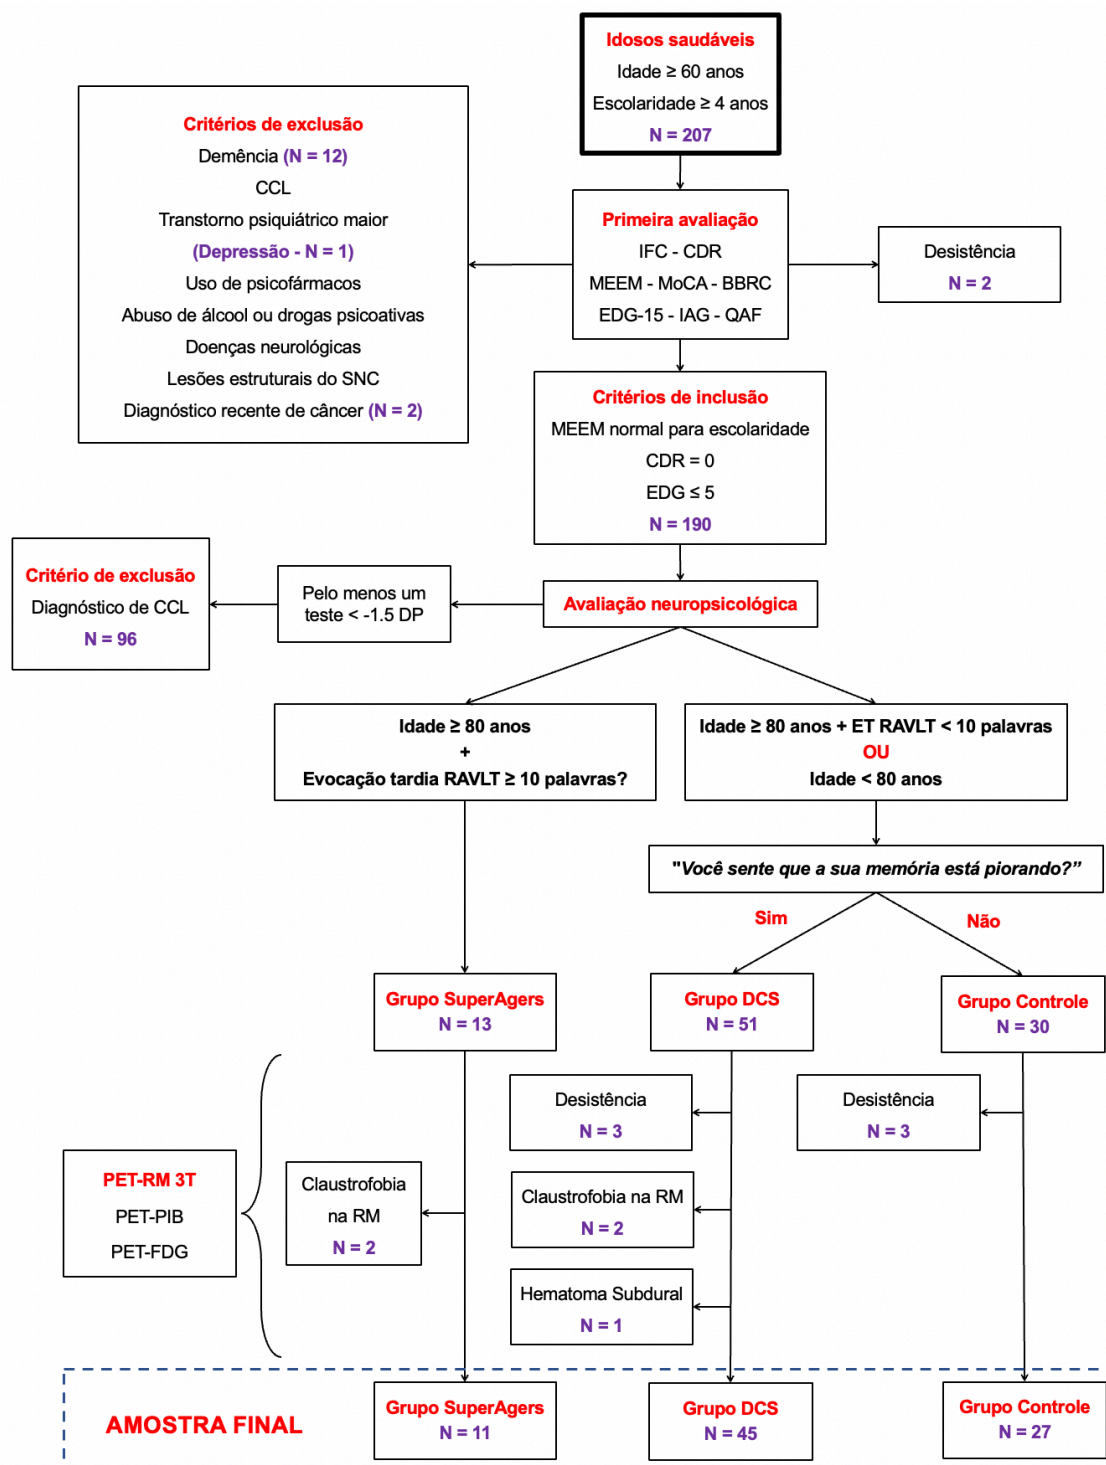 Idosos saudáveis
Idade ≥ 60 anos
Escolaridade ≥ 4 anos
N = 207
Critérios de exclusão
Demência (N = 12)
CCL
Transtorno psiquiátrico maior
(Depressão - N = 1)
Uso de psicofármacos
Abuso de álcool ou drogas psicoativas
Doenças neurológicas
Lesões estruturais do SNC
Diagnóstico recente de câncer (N = 2)
Primeira avaliação
IFC - CDR
MEEM - MoCA - BBRC
EDG-15 - IAG - QAF
Desistência
N = 2
Critérios de inclusão
MEEM normal para escolaridade
CDR = 0
EDG ≤ 5
N = 190
Critério de exclusão
Diagnóstico de CCL
N = 96
Pelo menos um
teste < -1.5 DP
Avaliação neuropsicológica
Idade ≥ 80 anos
+
Evocação tardia RAVLT ≥ 10 palavras?
Idade ≥ 80 anos + ET RAVLT < 10 palavras
OU
Idade < 80 anos
"Você sente que a sua memória está piorando?”
Sim
Não
Grupo SuperAgers
N = 13
Grupo DCS
N = 51
Grupo Controle
N = 30
Desistência
N = 3
Desistência
N = 3
PET-RM 3T
PET-PIB
PET-FDG
Claustrofobia
na RM
N = 2
Claustrofobia na RM
N = 2
Hematoma Subdural
N = 1
AMOSTRA FINAL
Grupo SuperAgers
N = 11
Grupo DCS
N = 45
Grupo Controle
N = 27